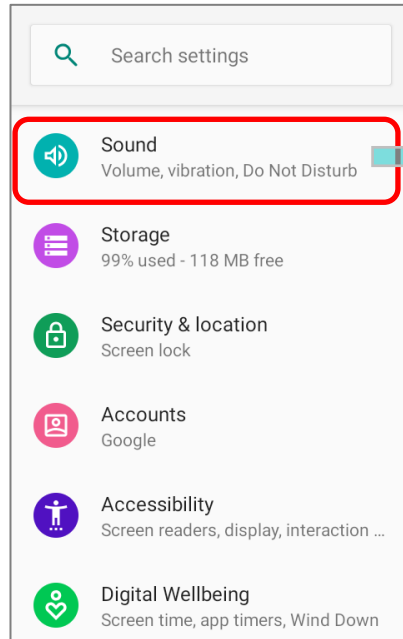 Search settings
Sound
Volume, vibration, Do Not Disturb
Storage
99% used - 118 MB free
Security & location
Screen lock
Accounts
Google
Accessibility
Screen readers, display, interaction ...
Digital Wellbeing
Screen time, app timers, Wind Down